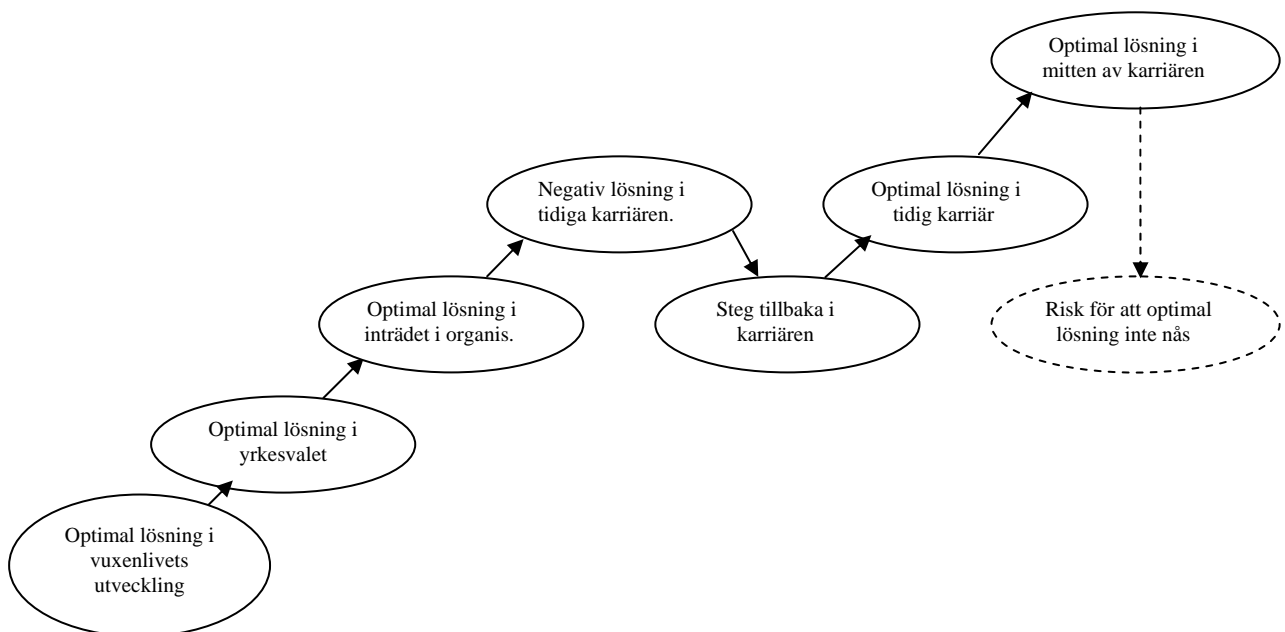 Optimal lösning i
mitten av karriären
Negativ lösning i
tidiga karriären.
Optimal lösning i
tidig karriär
Optimal lösning i
inträdet i organis.
Steg tillbaka i
karriären
Risk för att optimal
lösning inte nås
Optimal lösning i
yrkesvalet
Optimal lösning i
vuxenlivets
utveckling